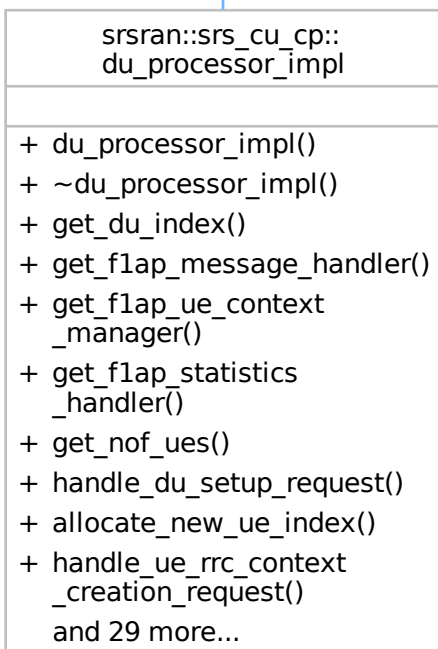 srsran::srs_cu_cp::
du_processor_impl
+ du_processor_impl()
+ ~du_processor_impl()
+ get_du_index()
+ get_f1ap_message_handler()
+ get_f1ap_ue_context
_manager()
+ get_f1ap_statistics
_handler()
+ get_nof_ues()
+ handle_du_setup_request()
+ allocate_new_ue_index()
+ handle_ue_rrc_context
_creation_request()
and 29 more...